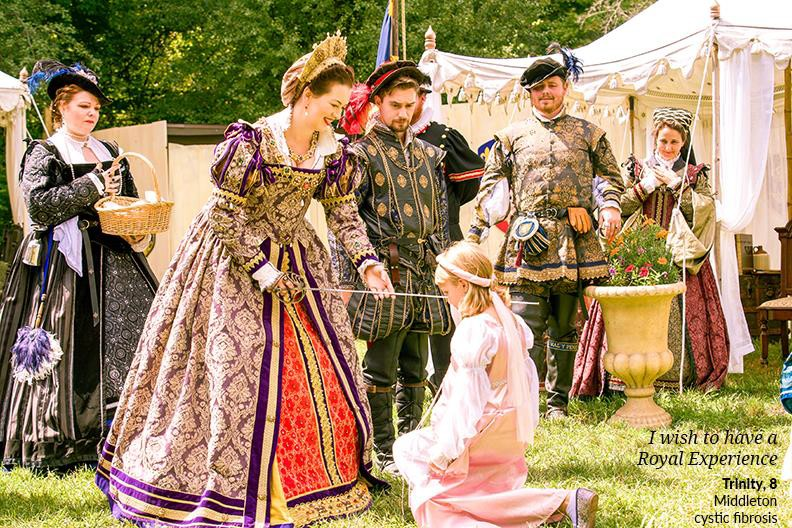 I wish to have a
Royal Experience
Trinity, 8
Middleton
cystic fibrosis